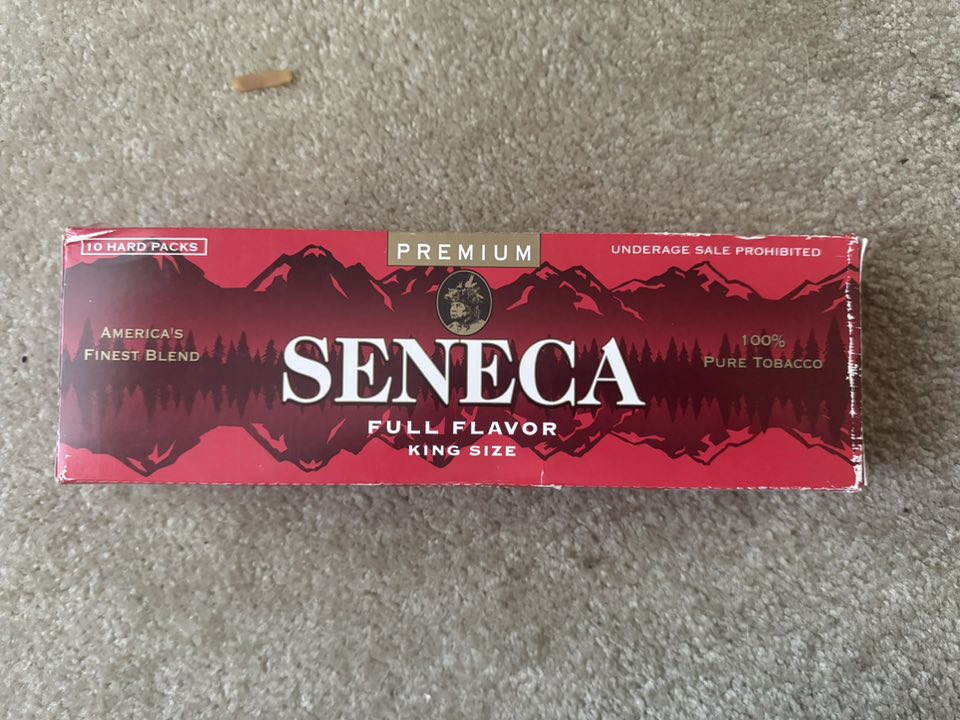 10 HARD PACKS
PREMIUM
UNDERAGE SALE PROHIBITED
AMERICA'S
FINEST BLEND
SENECA
100%
PURE TOBACCO
FULL FLAVOR
KING SIZE